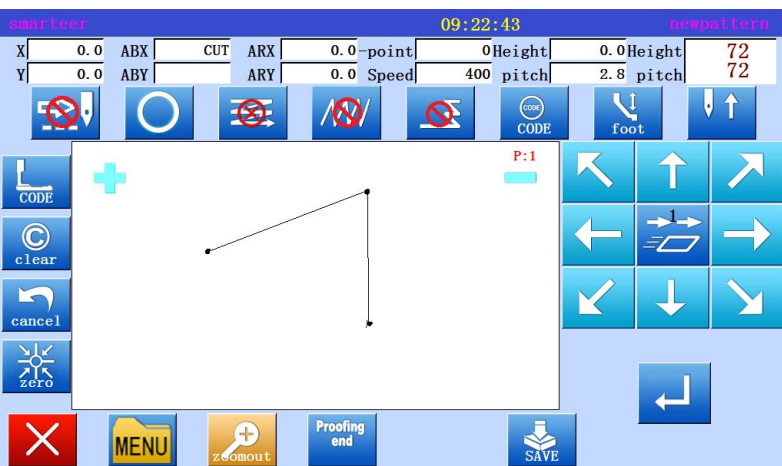 smarteer 09:22:43 newpattern
X 0.0 ABX CUT ARX 0.0 -point 0 Height 0.0 Height 72
Y 0.0 ABY ARY 0.0 Speed 400 pitch 2.8 pitch 72
CODE
CODE
foot
P:1
CODE
1
C
clear
cancel
zero
MENU
zoomout
Proofing
end
SAVE